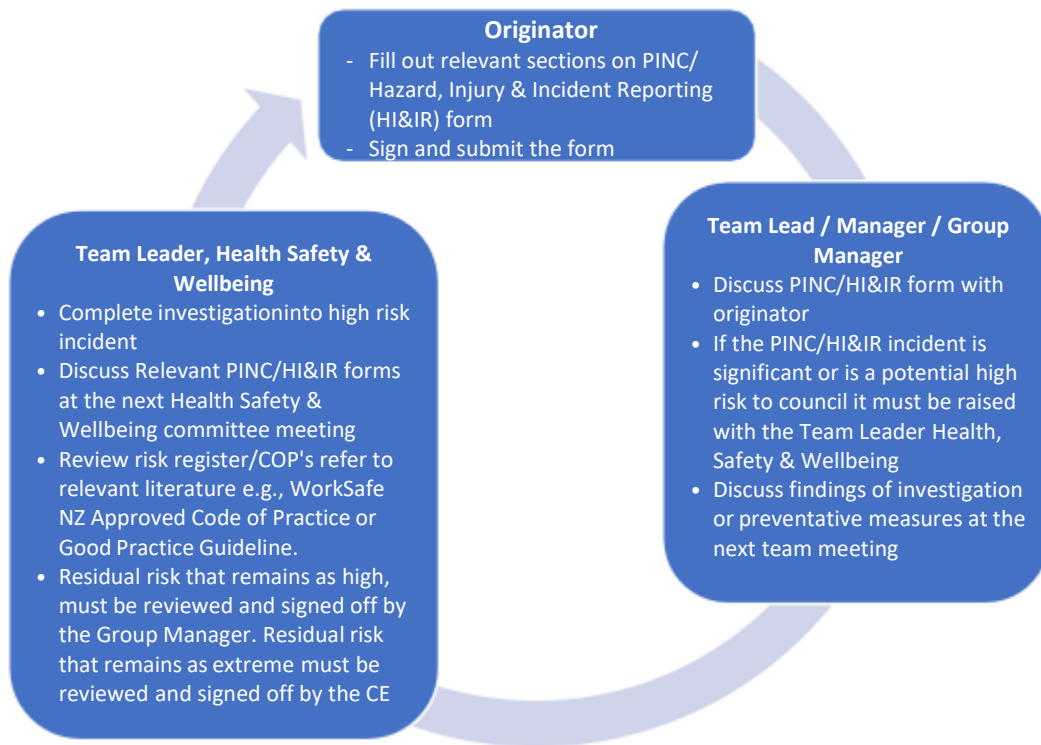 Originator
- Fill out relevant sections on PINC/
Hazard, Injury & Incident Reporting
(HI&IR) form
- Sign and submit the form
Team Lead / Manager / Group
Manager
• Discuss PINC/HI&IR form with
originator
• If the PINC/HI&IR incident is
significant or is a potential high
risk to council it must be raised
with the Team Leader Health,
Safety & Wellbeing
• Discuss findings of investigation
or preventative measures at the
next team meeting
Team Leader, Health Safety &
Wellbeing
• Complete investigationinto high risk
incident
• Discuss Relevant PINC/HI&IR forms
at the next Health Safety &
Wellbeing committee meeting
• Review risk register/COP's refer to
relevant literature e.g., WorkSafe
NZ Approved Code of Practice or
Good Practice Guideline.
• Residual risk that remains as high,
must be reviewed and signed off by
the Group Manager. Residual risk
that remains as extreme must be
reviewed and signed off by the CE